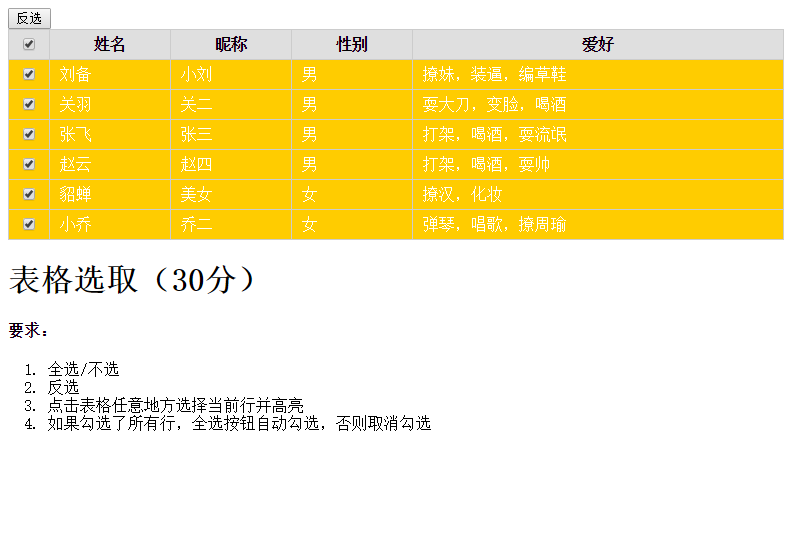 反选
姓名 昵称 性别 爱好
刘备 小刘 男 撩妹，装逼，编草鞋
关羽 关二 男 耍大刀，变脸，喝酒
张飞 张三 男 打架，喝酒，耍流氓
赵云 赵四 男 打架，喝酒，耍帅
貂蝉 美女 女 撩汉，化妆
小乔 乔二 女 弹琴，唱歌，撩周瑜
表格选取（30分）
要求：
1. 全选/不选
2. 反选
3. 点击表格任意地方选择当前行并高亮
4. 如果勾选了所有行，全选按钮自动勾选，否则取消勾选